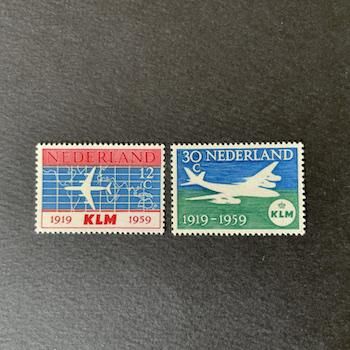 NEDERLAND
12
C
1919 KLM 1959
30 NEDERLAND
C
1919-1959
KLM